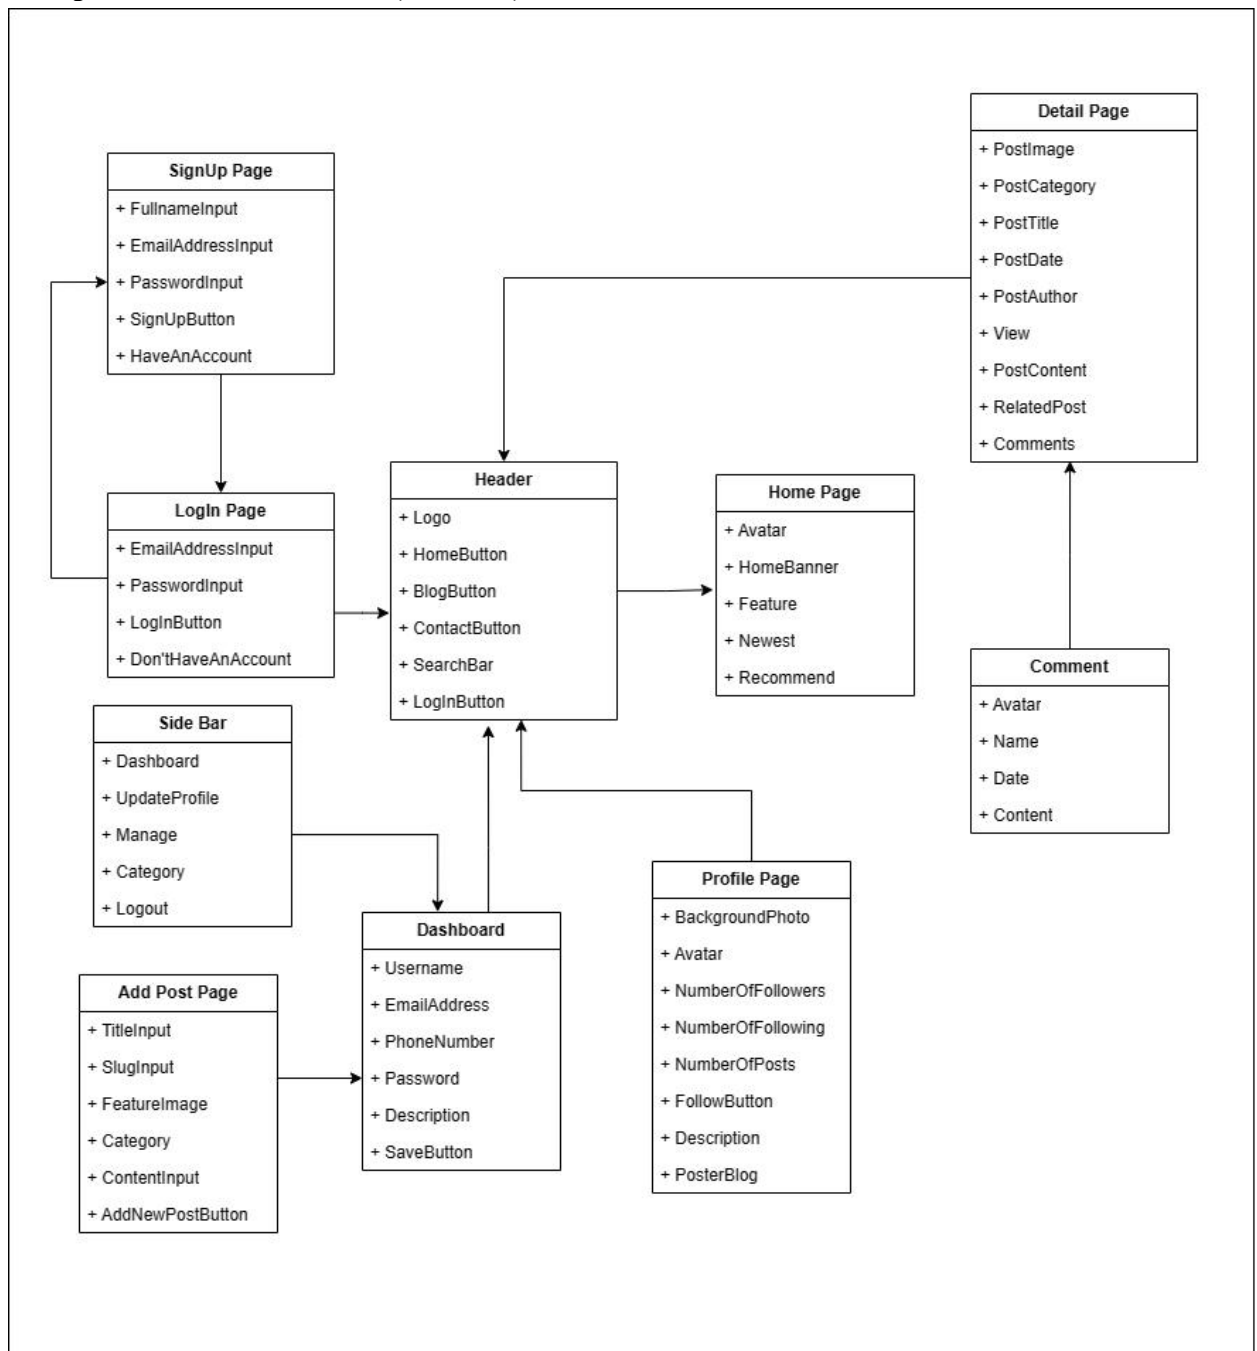 SignUp Page
+ FullnameInput
+ EmailAddressInput
+ PasswordInput
+ SignUpButton
+ HaveAnAccount
LogIn Page
+ EmailAddressInput
+ PasswordInput
+ LogInButton
+ Don'tHaveAnAccount
Side Bar
+ Dashboard
+ UpdateProfile
+ Manage
+ Category
+ Logout
Add Post Page
+ TitleInput
+ SlugInput
+ FeatureImage
+ Category
+ ContentInput
+ AddNewPostButton
Header
+ Logo
+ HomeButton
+ BlogButton
+ ContactButton
+ SearchBar
+ LogInButton
Dashboard
+ Username
+ EmailAddress
+ PhoneNumber
+ Password
+ Description
+ SaveButton
Home Page
+ Avatar
+ HomeBanner
+ Feature
+ Newest
+ Recommend
Profile Page
+ BackgroundPhoto
+ Avatar
+ NumberOfFollowers
+ NumberOfFollowing
+ NumberOfPosts
+ FollowButton
+ Description
+ PosterBlog
Detail Page
+ PostImage
+ PostCategory
+ PostTitle
+ PostDate
+ PostAuthor
+ View
+ PostContent
+ RelatedPost
+ Comments
Comment
+ Avatar
+ Name
+ Date
+ Content